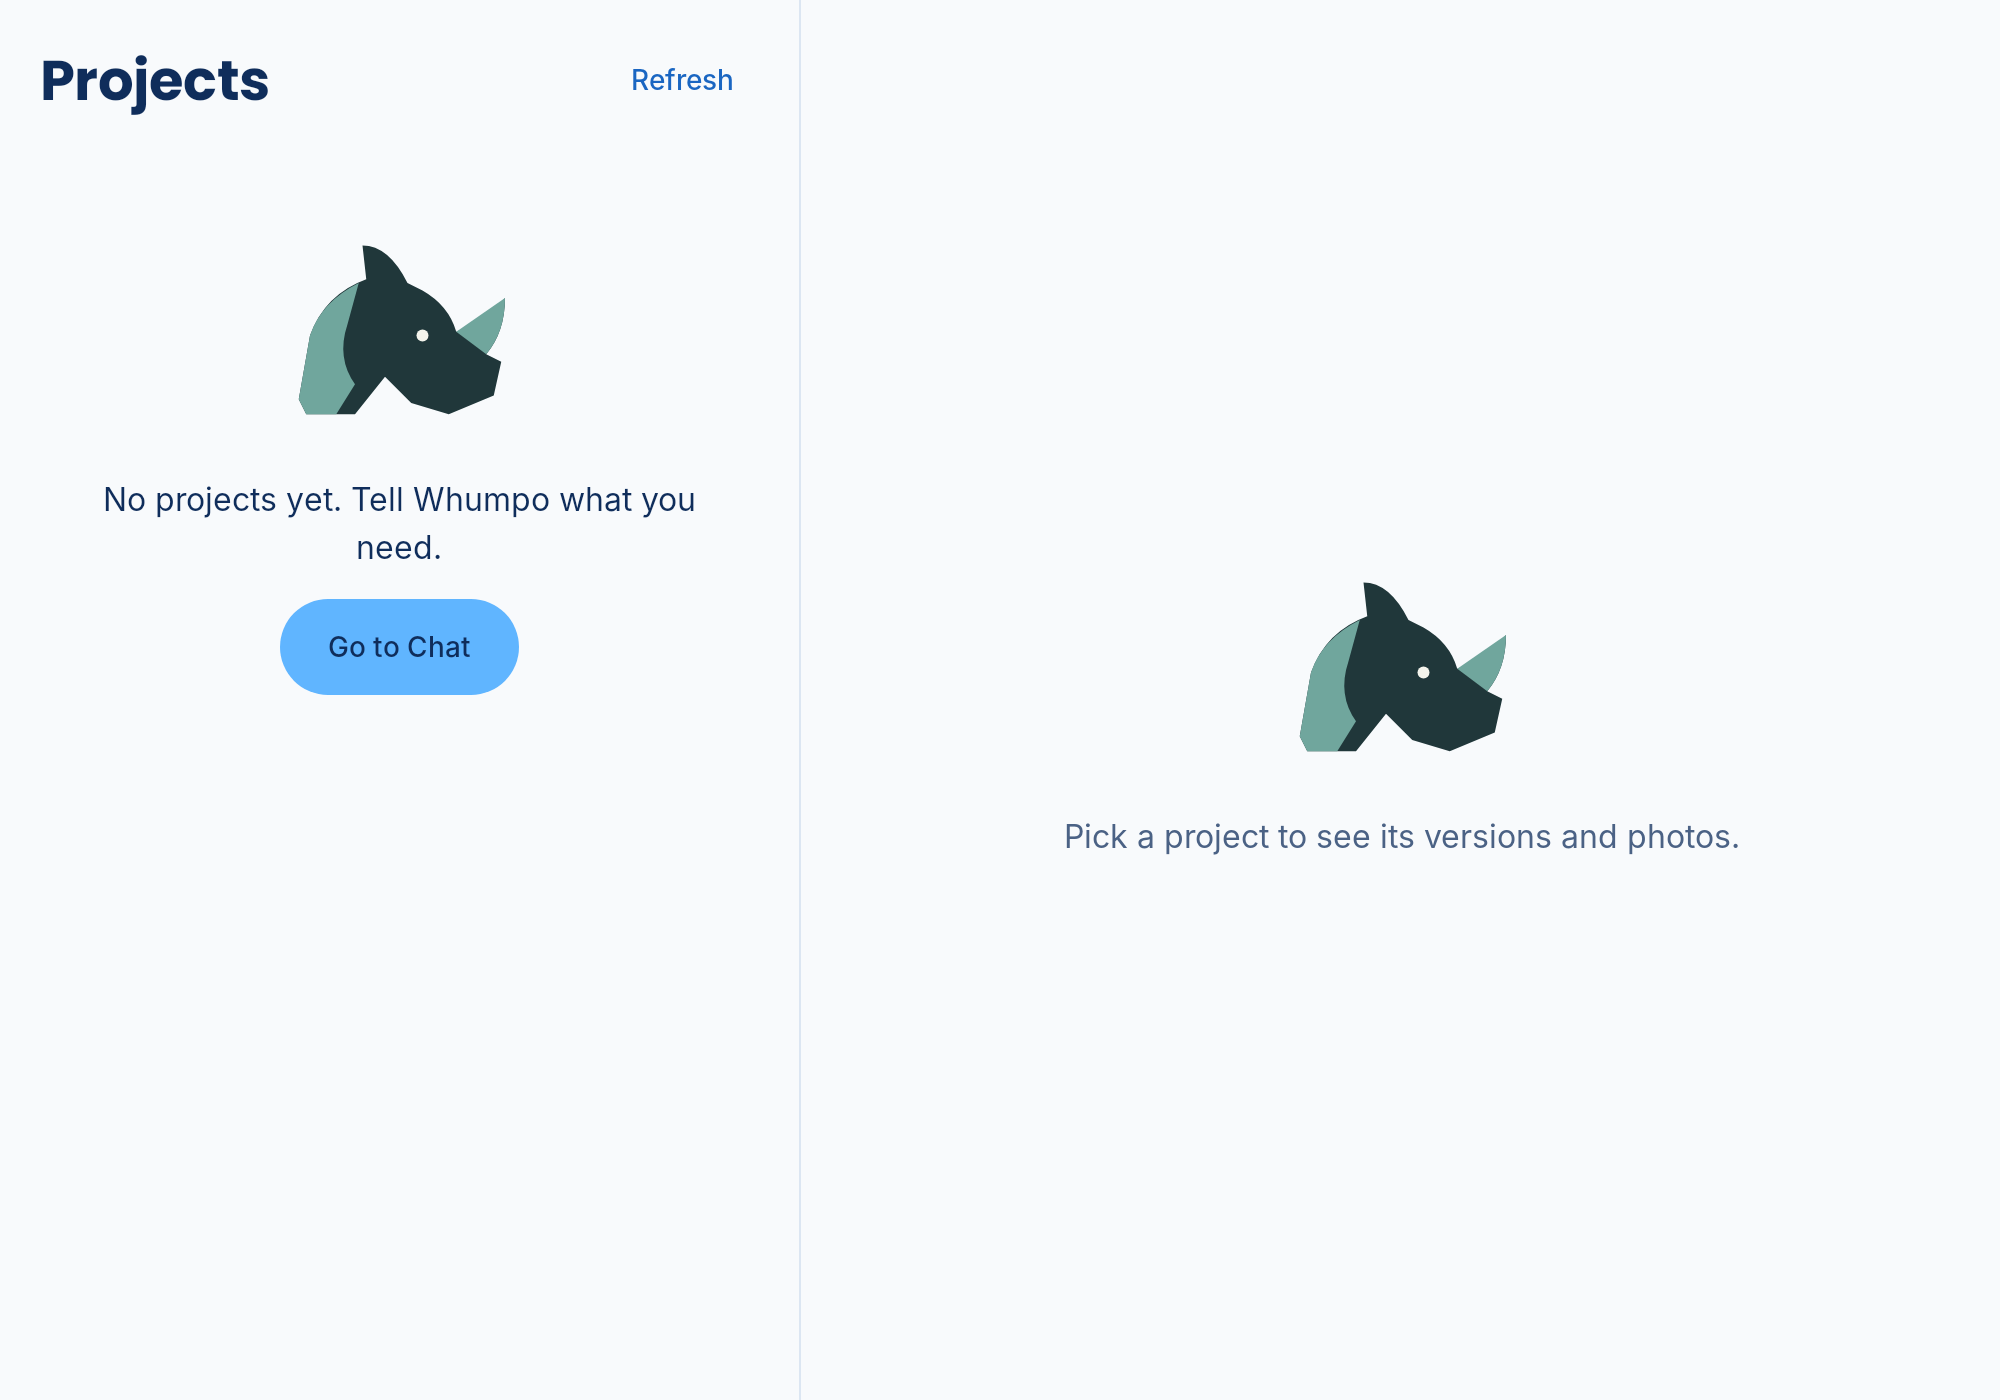 Projects
Refresh
No projects yet. Tell Whumpo what you
need.
Go to Chat
Pick a project to see its versions and photos.